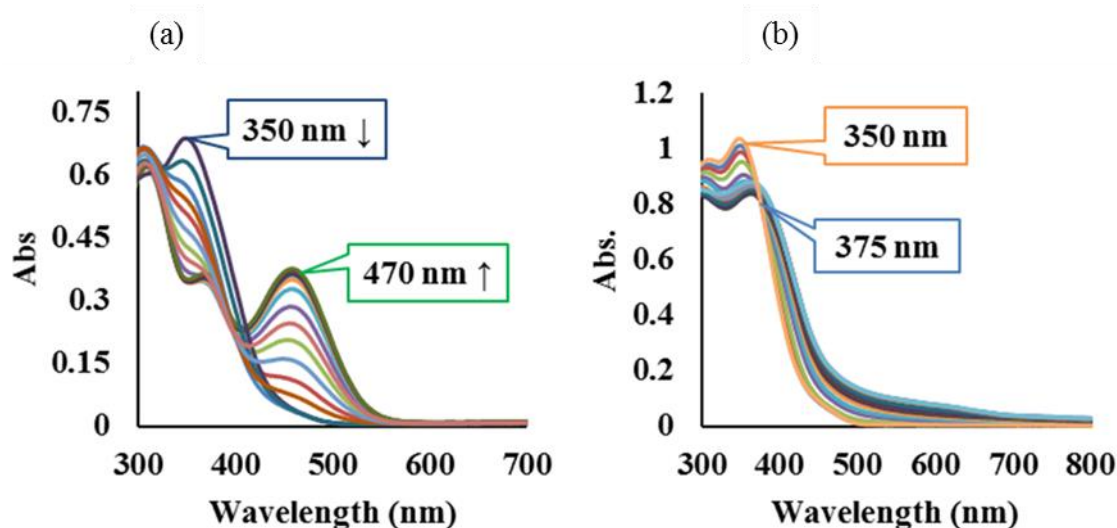 (a)
0.75
0.6
0.45
0.3
0.15
0
Abs
350 nm ↓
470 nm ↑
300 400 500 600 700
Wavelength (nm)
(b)
1.2
1
0.8
0.6
0.4
0.2
0
Abs.
350 nm
375 nm
300 400 500 600 700 800
Wavelength (nm)